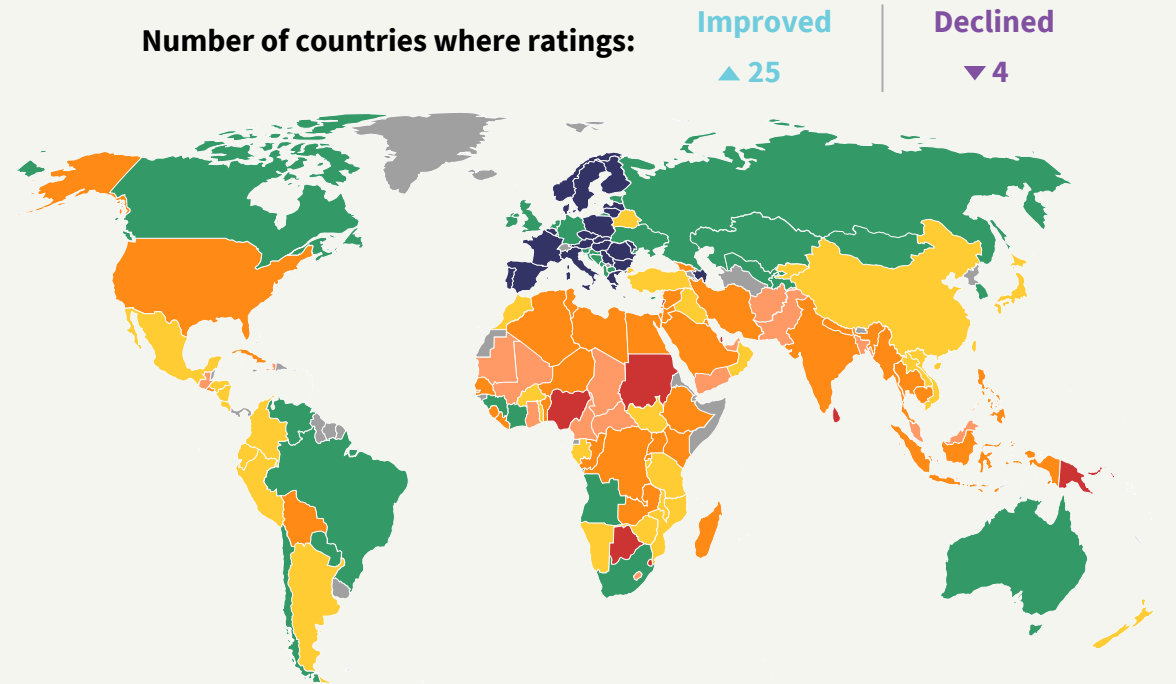 Number of countries where ratings:
Improved
▲ 25
Declined
▼ 4